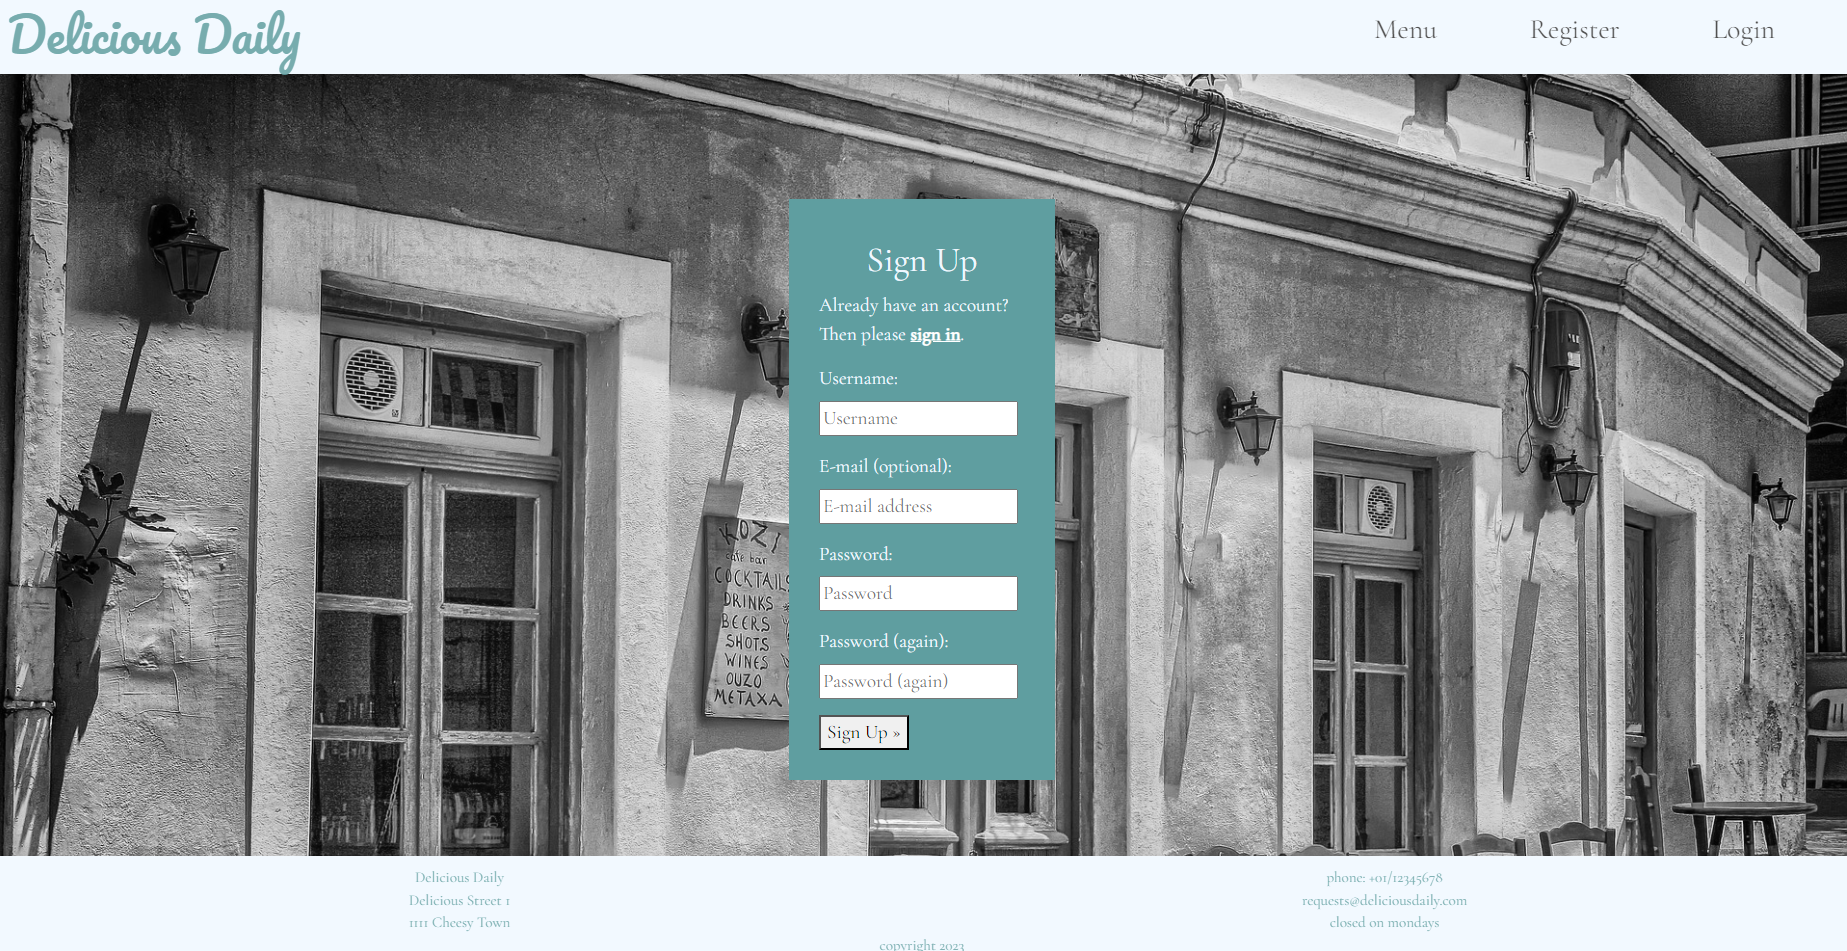 Delicious Daily
Menu
Register
Login
Sign Up
Already have an account?
Then please sign in.
Username:
Username
E-mail (optional):
E-mail address
Password:
Password
Password (again):
Password (again)
Sign Up »
KOZI
cafe bar
COCKTAILS
DRINKS
BEERS
SHOTS
WINES
OUZO
METAXA
Delicious Daily
Delicious Street 1
1111 Cheesy Town
phone: +01/12345678
requests@deliciousdaily.com
closed on mondays
copyright 2023